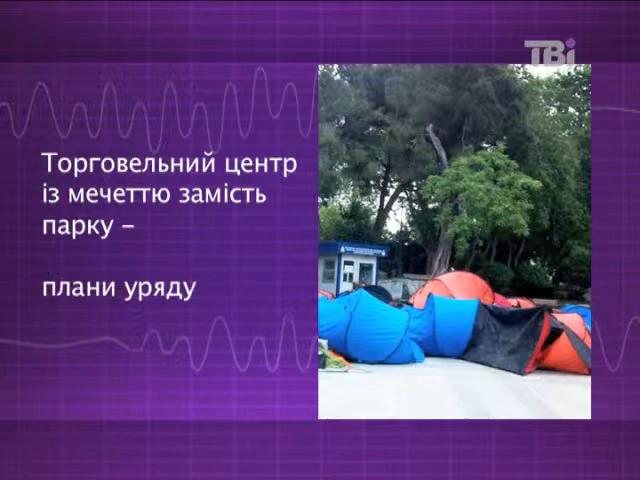 ТВі
Торговельний центр
із мечеттю замість
парку –
плани уряду